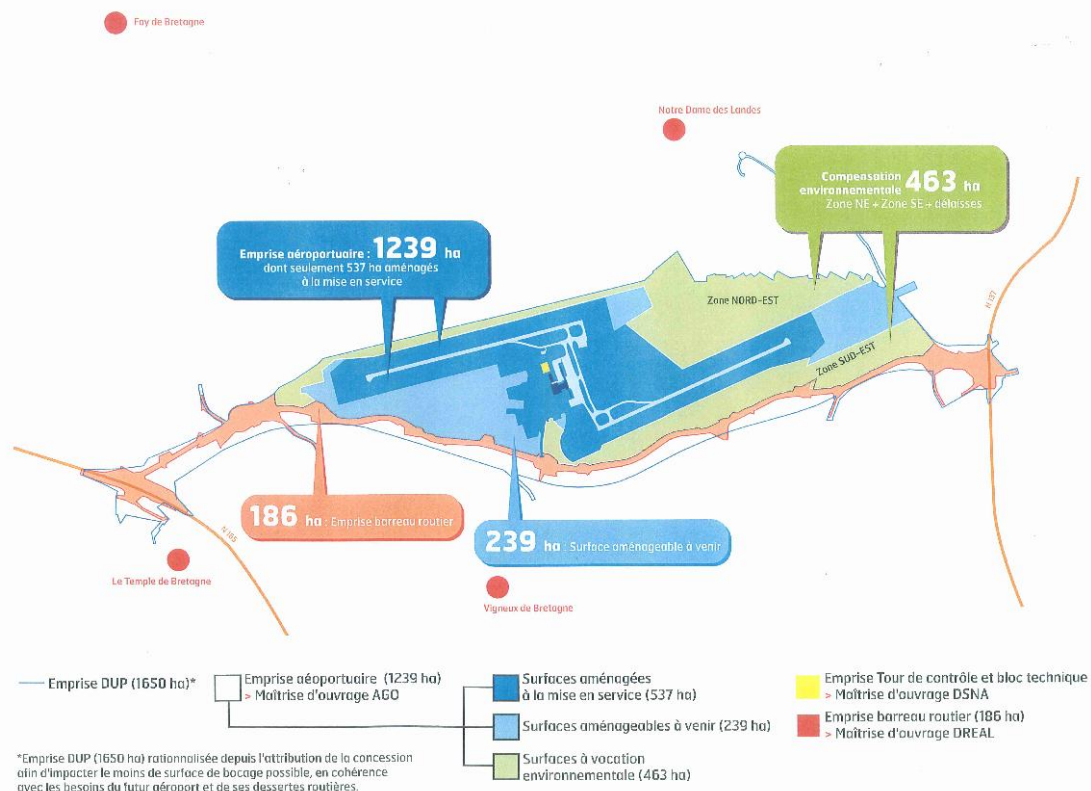 Fay de Bretagne
Notre Dame des Landes
Compensation
environnementale 463 ha
Zone NE + Zone SE + délaissés
Emprise aéroportuaire : 1239 ha
dont seulement 537 ha aménagés
à la mise en service
Zone NORD-EST
N 137
Zone SUD-EST
186 ha : Emprise barreau routier
239 ha : Surface aménageable à venir
N 165
Le Temple de Bretagne
Vigneux de Bretagne
Emprise DUP (1650 ha)*
Emprise aéoportuaire (1239 ha)
> Maîtrise d'ouvrage AGO
Surfaces aménagées
à la mise en service (537 ha)
Surfaces aménageables à venir (239 ha)
Surfaces à vocation
environnementale (463 ha)
Emprise Tour de contrôle et bloc technique
> Maîtrise d'ouvrage DSNA
Emprise barreau routier (186 ha)
> Maîtrise d'ouvrage DREAL
*Emprise DUP (1650 ha) rationnalisée depuis l'attribution de la concession
afin d'impacter le moins de surface de bocage possible, en cohérence
avec les besoins du futur aéroport et de ses dessertes routières.